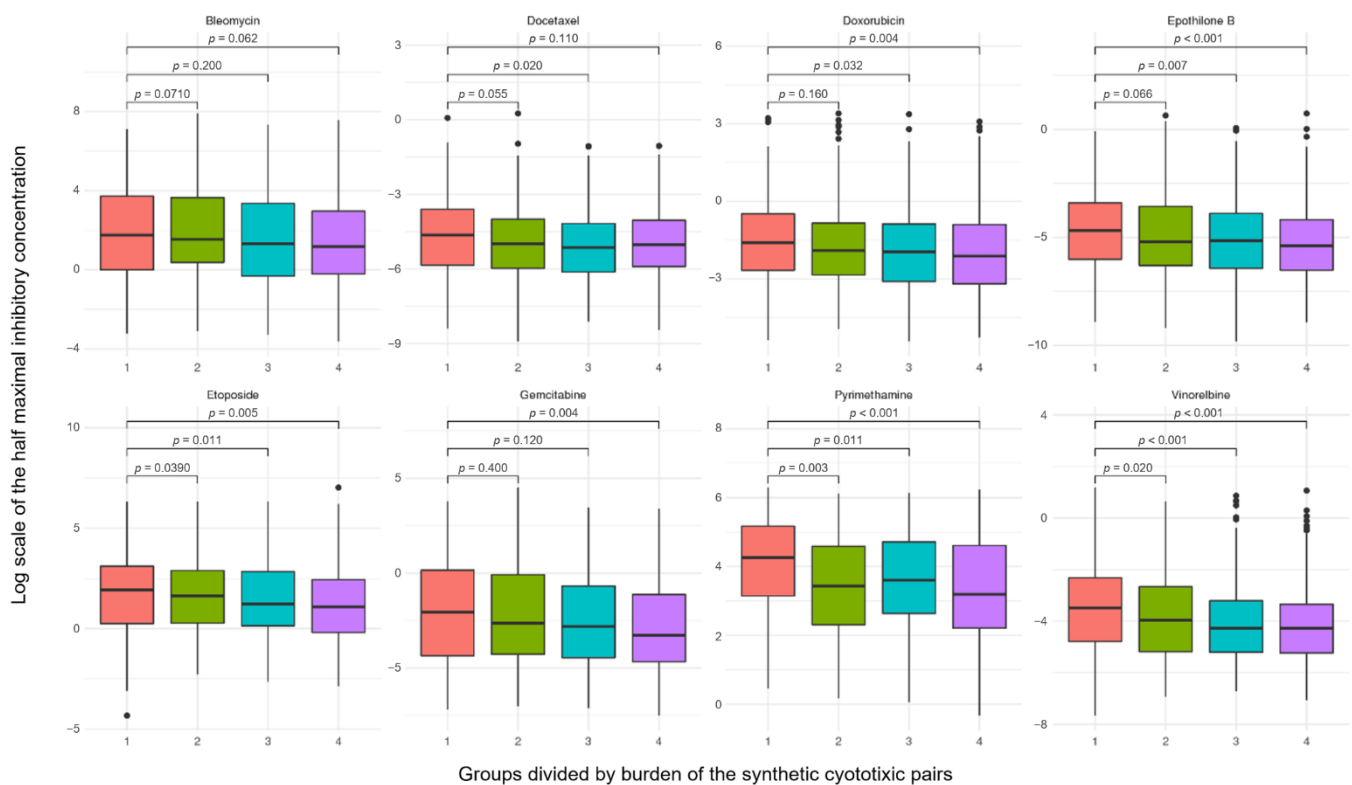 Bleomycin
p = 0.062
p = 0.200
p = 0.0710
8
4
0
−4
1 2 3 4
Docetaxel
3
p = 0.110
p = 0.020
p = 0.055
0
−3
−6
−9
1 2 3 4
Doxorubicin
6
p = 0.004
p = 0.032
p = 0.160
3
0
−3
1 2 3 4
Epothilone B
p < 0.001
p = 0.007
p = 0.066
0
−5
−10
1 2 3 4
Log scale of the half maximal inhibitory concentration
Etoposide
10
p = 0.005
p = 0.011
p = 0.0390
5
0
−5
1 2 3 4
Gemcitabine
p = 0.004
p = 0.120
p = 0.400
5
0
−5
1 2 3 4
Pyrimethamine
8
p < 0.001
p = 0.011
p = 0.003
6
4
2
0
1 2 3 4
Vinorelbine
4
p < 0.001
p < 0.001
p = 0.020
0
−4
−8
1 2 3 4
Groups divided by burden of the synthetic cyototixic pairs